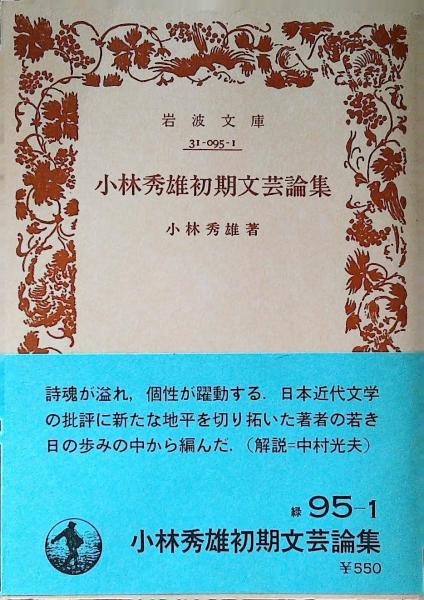 岩波文庫
31-095-1
小林秀雄初期文芸論集
小林秀雄著
詩魂が溢れ，個性が躍動する．日本近代文学
の批評に新たな地平を切り拓いた著者の若き
日の歩みの中から編んだ．（解説＝中村光夫）
緑 95-1
小林秀雄初期文芸論集
￥550